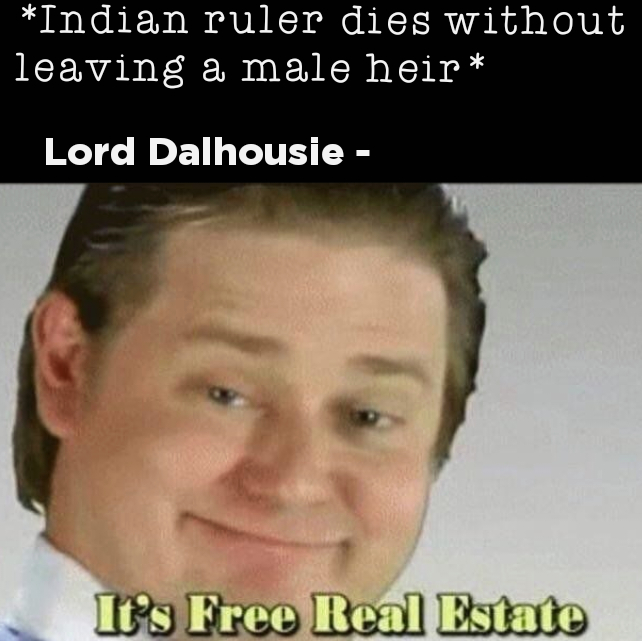 *Indian ruler dies without
leaving a male heir*
Lord Dalhousie -
It's Free Real Estate